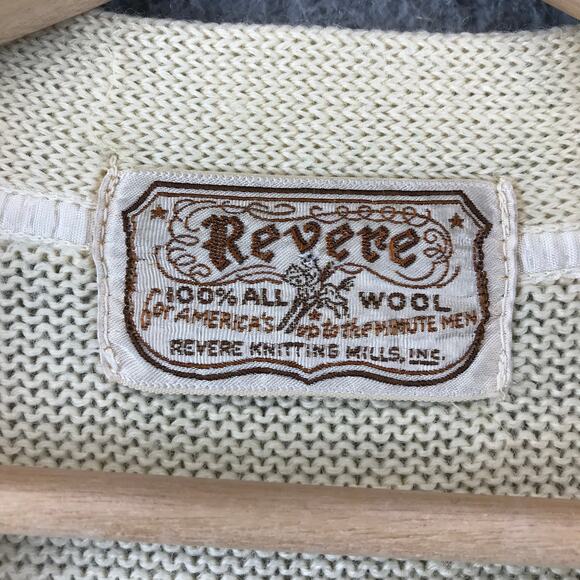 Revere
100% ALL WOOL
for AMERICA'S up to the MINUTE MEN
REVERE KNITTING MILLS, INC.